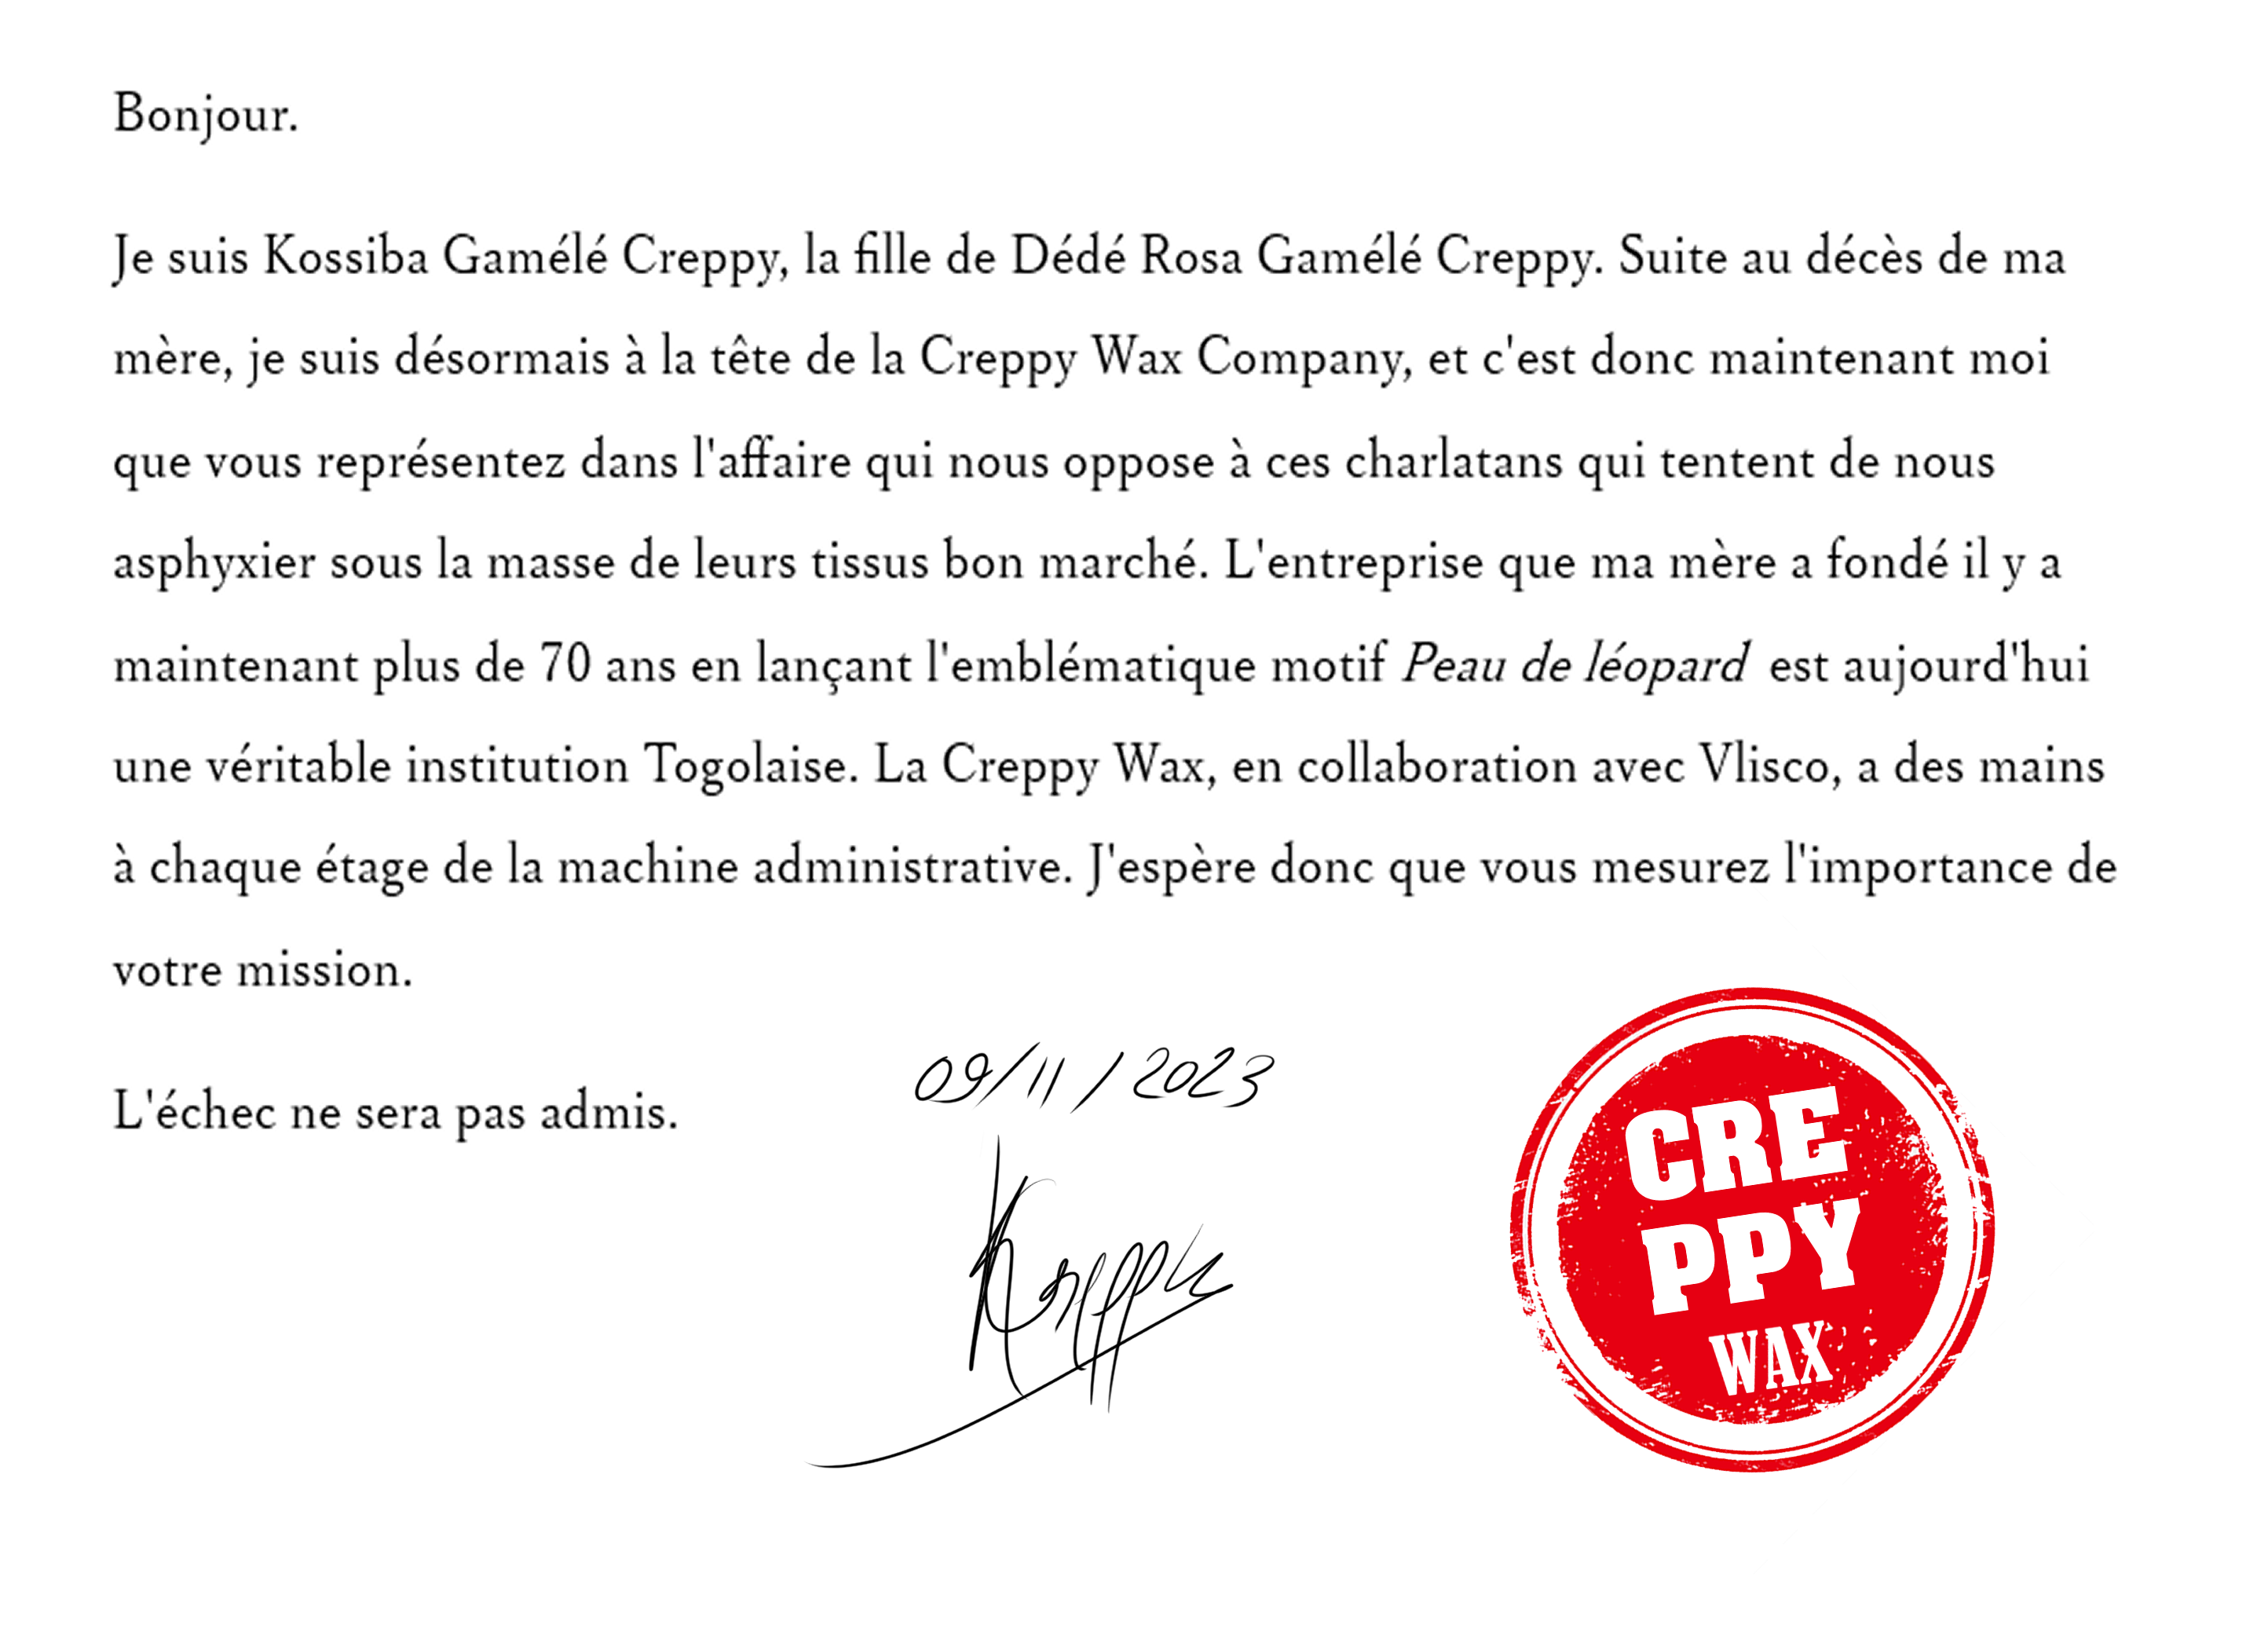 Bonjour.
Je suis Kossiba Gamélé Creppy, la fille de Dédé Rosa Gamélé Creppy. Suite au décès de ma
mère, je suis désormais à la tête de la Creppy Wax Company, et c'est donc maintenant moi
que vous représentez dans l'affaire qui nous oppose à ces charlatans qui tentent de nous
asphyxier sous la masse de leurs tissus bon marché. L'entreprise que ma mère a fondé il y a
maintenant plus de 70 ans en lançant l'emblématique motif Peau de léopard est aujourd'hui
une véritable institution Togolaise. La Creppy Wax, en collaboration avec Vlisco, a des mains
à chaque étage de la machine administrative. J'espère donc que vous mesurez l'importance de
votre mission.
L'échec ne sera pas admis.
09/11/2023
KCreppy
CRE
PPY
WAX